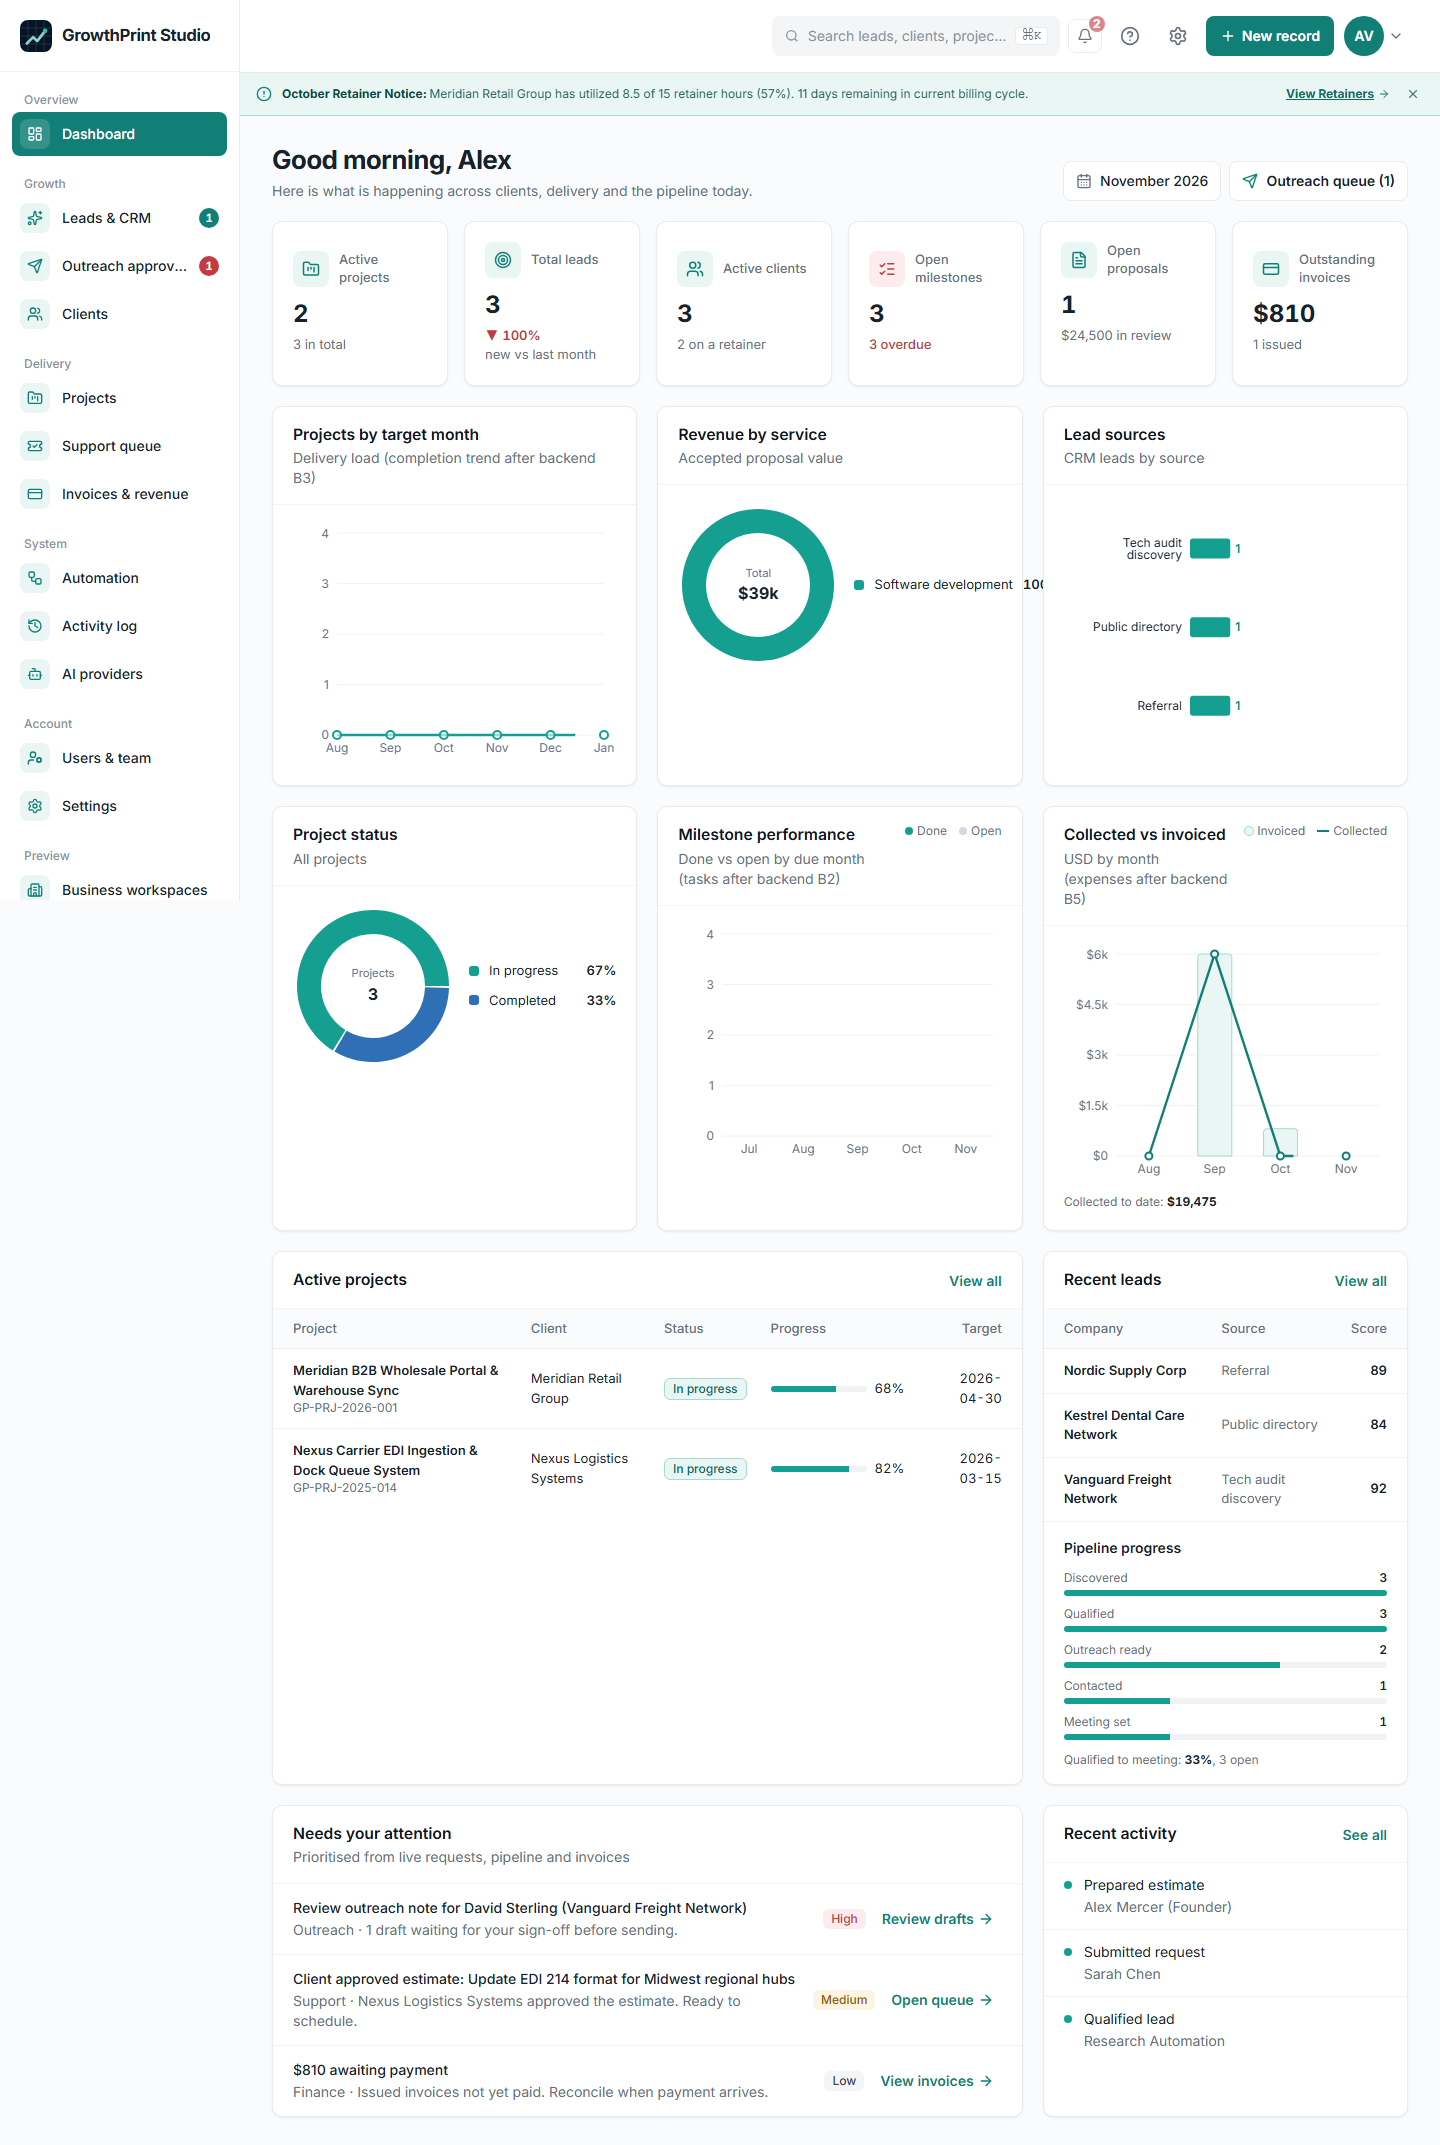 GrowthPrint Studio
Search leads, clients, projec...
⌘K
2
New record
AV
Overview
Dashboard
Growth
Leads & CRM
1
Outreach approv...
1
Clients
Delivery
Projects
Support queue
Invoices & revenue
System
Automation
Activity log
AI providers
Account
Users & team
Settings
Preview
Business workspaces
October Retainer Notice: Meridian Retail Group has utilized 8.5 of 15 retainer hours (57%). 11 days remaining in current billing cycle.
View Retainers →
Good morning, Alex
Here is what is happening across clients, delivery and the pipeline today.
November 2026
Outreach queue (1)
Active
projects
2
3 in total
Total leads
3
▼ 100%
new vs last month
Active clients
3
2 on a retainer
Open
milestones
3
3 overdue
Open
proposals
1
$24,500 in review
Outstanding
invoices
$810
1 issued
Projects by target month
Delivery load (completion trend after backend
B3)
4
3
2
1
0
Aug Sep Oct Nov Dec Jan
Revenue by service
Accepted proposal value
Total
$39k
Software development 100
Lead sources
CRM leads by source
Tech audit
discovery
1
Public directory 1
Referral 1
Project status
All projects
Projects
3
In progress 67%
Completed 33%
Milestone performance
Done Open
Done vs open by due month
(tasks after backend B2)
4
3
2
1
0
Jul Aug Sep Oct Nov
Collected vs invoiced
Invoiced Collected
USD by month
(expenses after backend
B5)
$6k
$4.5k
$3k
$1.5k
$0
Aug Sep Oct Nov
Collected to date: $19,475
Active projects
View all
Project Client Status Progress Target
Meridian B2B Wholesale Portal &
Warehouse Sync
GP-PRJ-2026-001
Meridian Retail
Group
In progress
68%
2026-
04-30
Nexus Carrier EDI Ingestion &
Dock Queue System
GP-PRJ-2025-014
Nexus Logistics
Systems
In progress
82%
2026-
03-15
Recent leads
View all
Company Source Score
Nordic Supply Corp Referral 89
Kestrel Dental Care
Network
Public directory
84
Vanguard Freight
Network
Tech audit
discovery
92
Pipeline progress
Discovered 3
Qualified 3
Outreach ready 2
Contacted 1
Meeting set 1
Qualified to meeting: 33%, 3 open
Needs your attention
Prioritised from live requests, pipeline and invoices
Review outreach note for David Sterling (Vanguard Freight Network)
Outreach · 1 draft waiting for your sign-off before sending.
High
Review drafts →
Client approved estimate: Update EDI 214 format for Midwest regional hubs
Support · Nexus Logistics Systems approved the estimate. Ready to
schedule.
Medium
Open queue →
$810 awaiting payment
Finance · Issued invoices not yet paid. Reconcile when payment arrives.
Low
View invoices →
Recent activity
See all
Prepared estimate
Alex Mercer (Founder)
Submitted request
Sarah Chen
Qualified lead
Research Automation